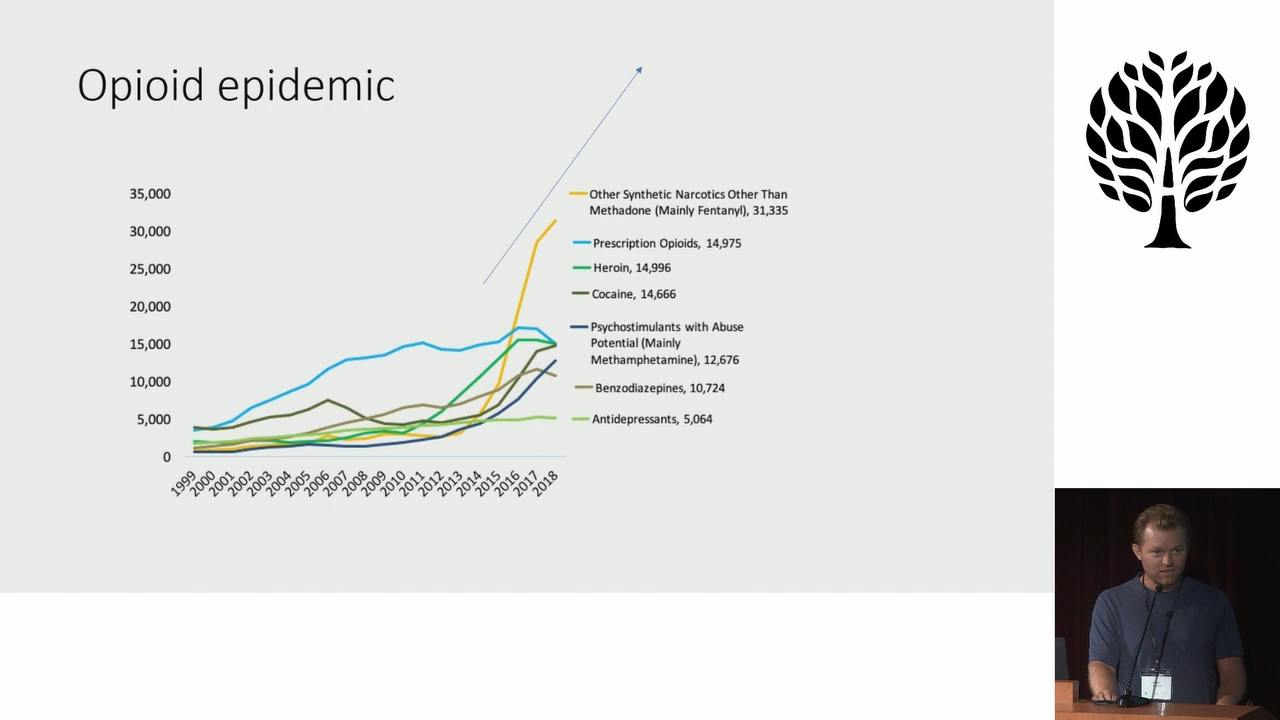 Opioid epidemic
35,000
30,000
25,000
20,000
15,000
10,000
5,000
0
1999
2000
2001
2002
2003
2004
2005
2006
2007
2008
2009
2010
2011
2012
2013
2014
2015
2016
2017
2018
Other Synthetic Narcotics Other Than
Methadone (Mainly Fentanyl), 31,335
Prescription Opioids, 14,975
Heroin, 14,996
Cocaine, 14,666
Psychostimulants with Abuse
Potential (Mainly
Methamphetamine), 12,676
Benzodiazepines, 10,724
Antidepressants, 5,064